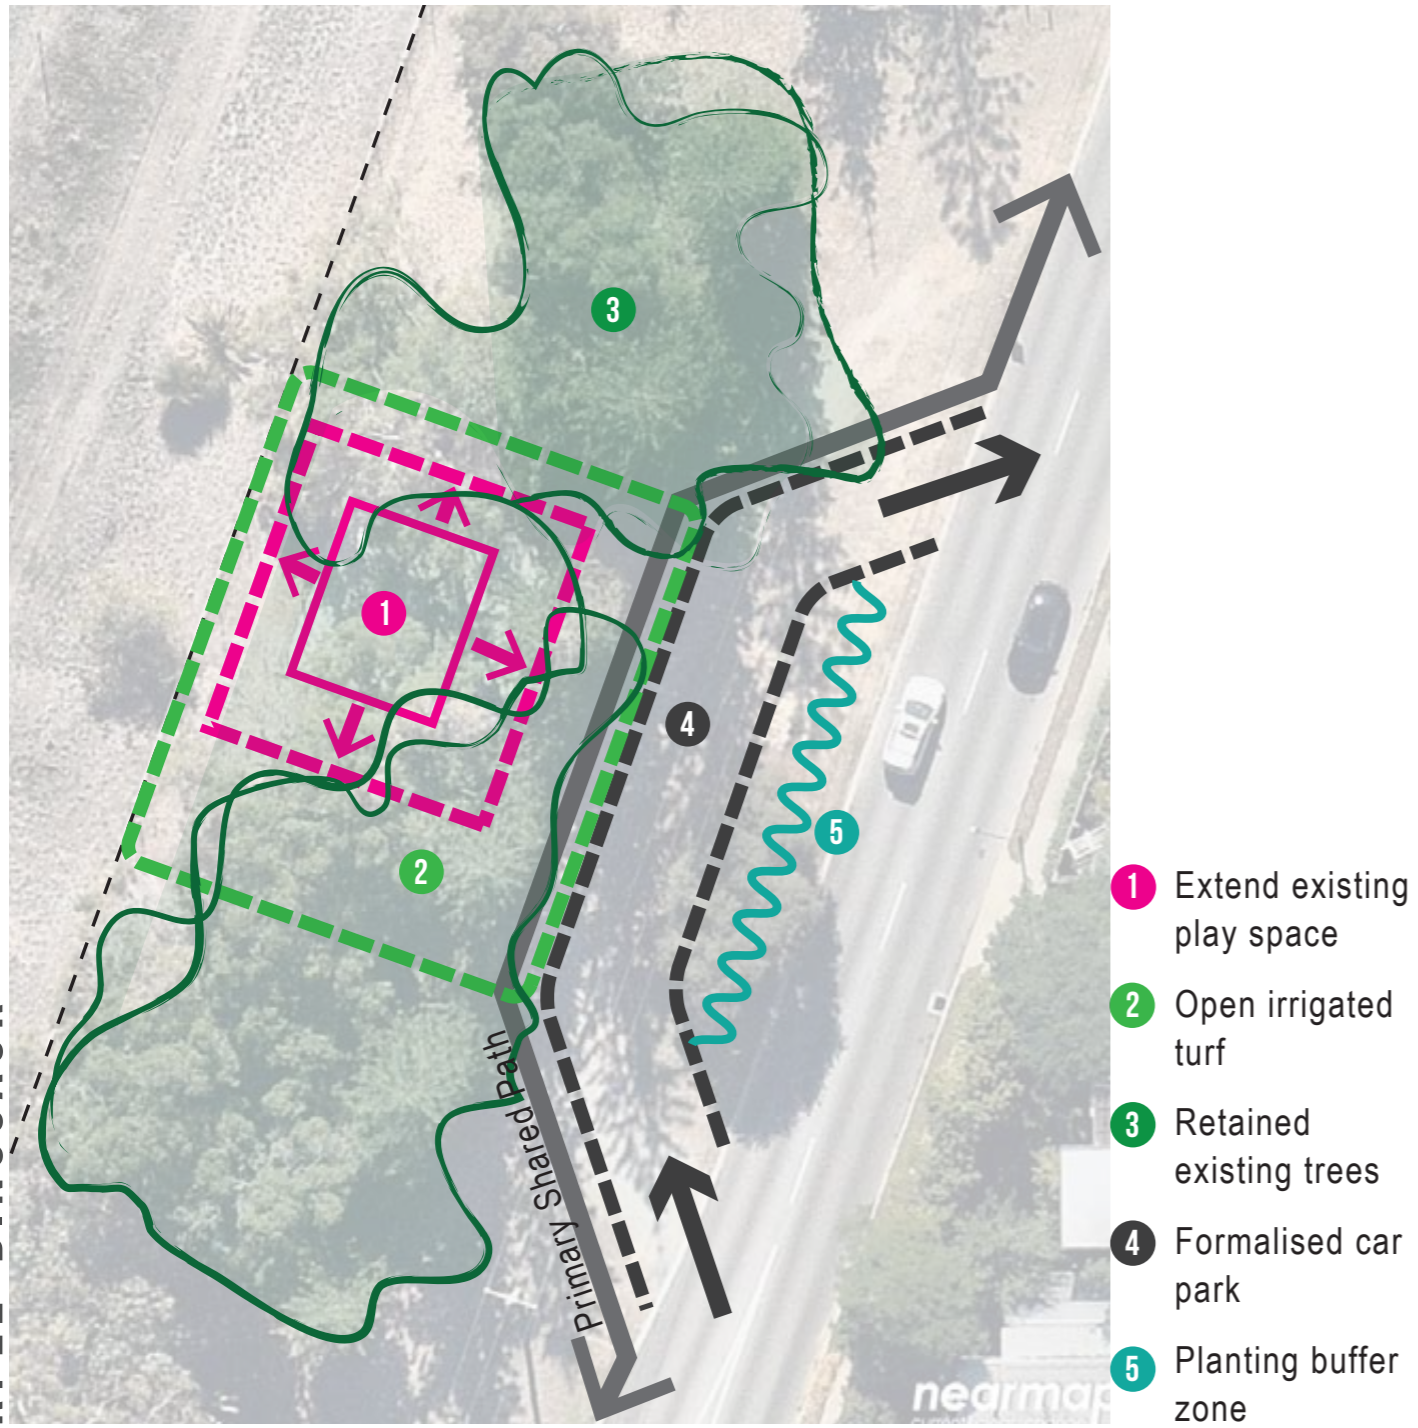 3
1
4
5
2
Primary Shared Path
nearmap
1 Extend existing
play space
2 Open irrigated
turf
3 Retained
existing trees
4 Formalised car
park
5 Planting buffer
zone